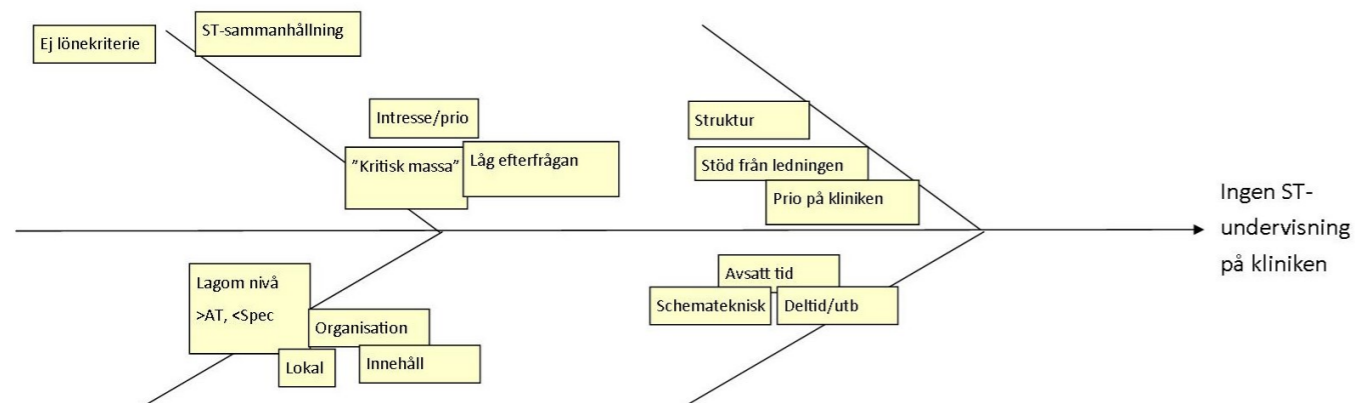 Ej lönekriterie
ST-sammanhållning
Intresse/prio
”Kritisk massa”
Låg efterfrågan
Struktur
Stöd från ledningen
Prio på kliniken
Ingen ST-
undervisning
på kliniken
Lagom nivå
>AT, <Spec
Organisation
Lokal
Innehåll
Avsatt tid
Schemateknisk
Deltid/utb